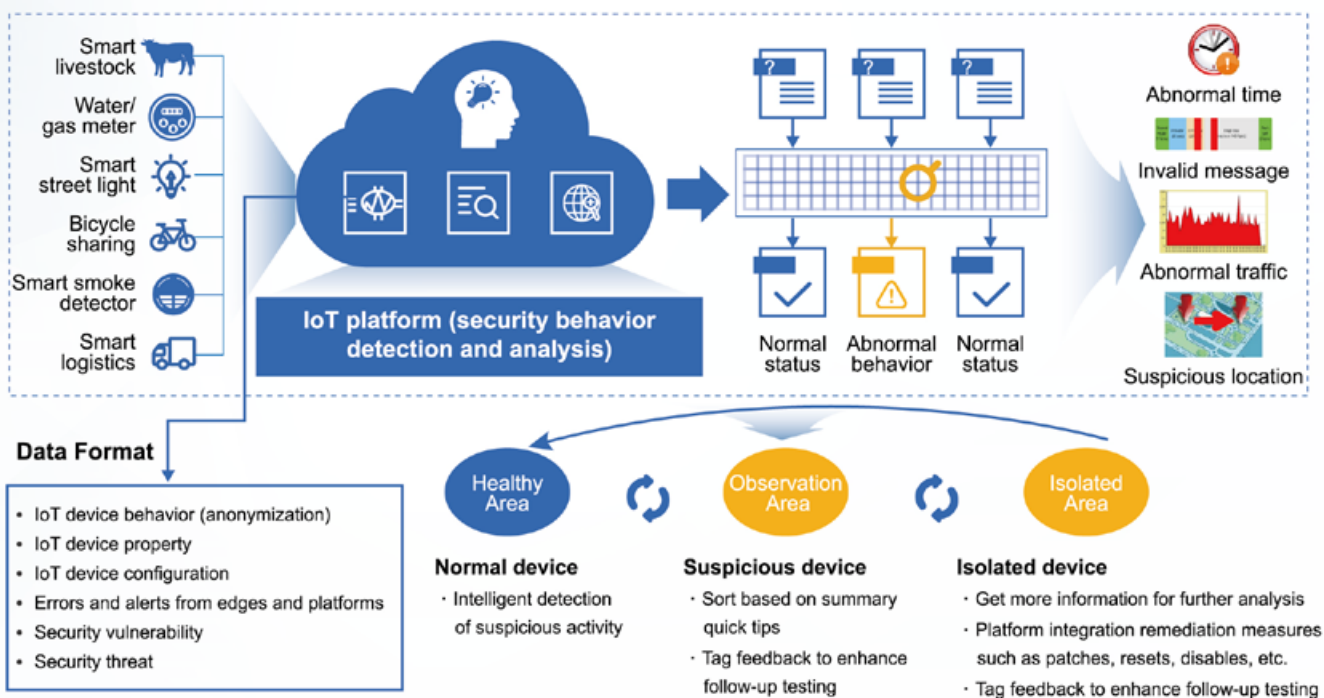 Smart
livestock
Water/
gas meter
Smart
street light
Bicycle
sharing
Smart smoke
detector
Smart
logistics
IoT platform (security behavior
detection and analysis)
?
?
?
Normal
status
Abnormal
behavior
Normal
status
Abnormal time
Invalid message
Abnormal traffic
Suspicious location
Data Format
• IoT device behavior (anonymization)
• IoT device property
• IoT device configuration
• Errors and alerts from edges and platforms
• Security vulnerability
• Security threat
Healthy
Area
Observation
Area
Isolated
Area
Normal device
· Intelligent detection
of suspicious activity
Suspicious device
· Sort based on summary
quick tips
· Tag feedback to enhance
follow-up testing
Isolated device
· Get more information for further analysis
· Platform integration remediation measures
such as patches, resets, disables, etc.
· Tag feedback to enhance follow-up testing